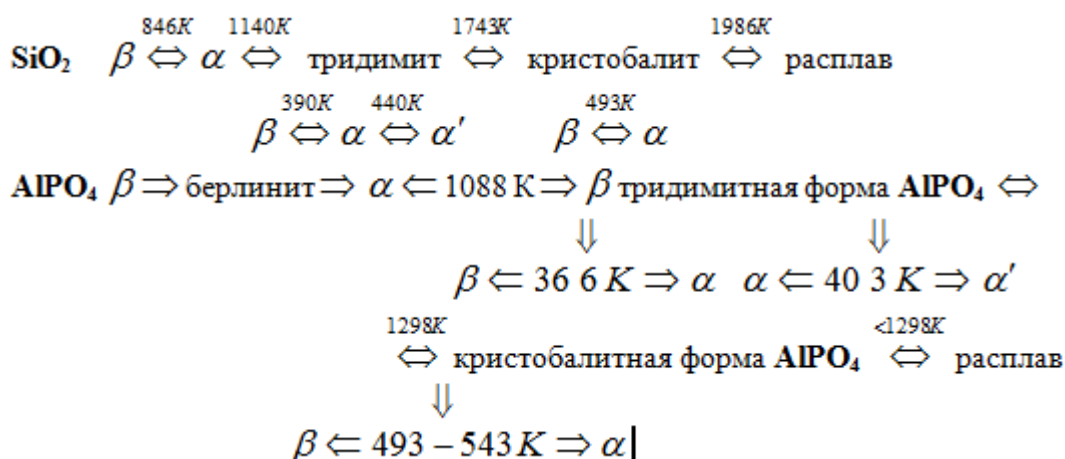 846K 1140K 1743K 1986K
SiO₂ β ⇔ α ⇔ тридимит ⇔ кристобалит ⇔ расплав
390K 440K 493K
β ⇔ α ⇔ α′ β ⇔ α
AlPO₄ β ⇒ берлинит ⇒ α ⇐ 1088 К ⇒ β тридимитная форма AlPO₄ ⇔
⇓ ⇓
β ⇐ 36 6 K ⇒ α α ⇐ 40 3 K ⇒ α′
1298K <1298K
⇔ кристобалитная форма AlPO₄ ⇔ расплав
⇓
β ⇐ 493 – 543 K ⇒ α